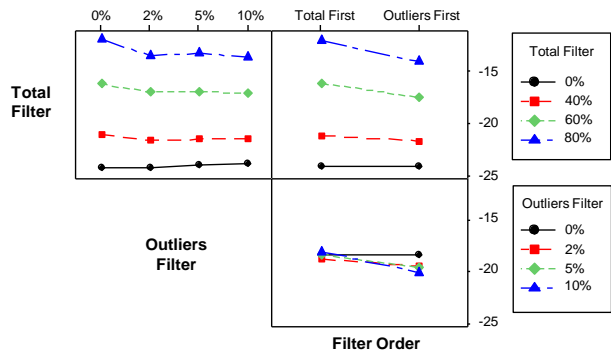 0% 2% 5% 10%
Total First Outliers First
Total
Filter
-15
-20
-25
Total Filter
0%
40%
60%
80%
Outliers
Filter
-15
-20
-25
Outliers Filter
0%
2%
5%
10%
Filter Order